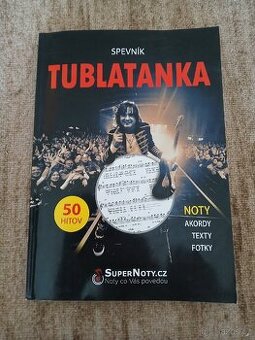 SPEVNÍK
TUBLATANKA
50
HITOV
NOTY
AKORDY
TEXTY
FOTKY
SUPERNOTY.CZ
Noty co Vás povedou